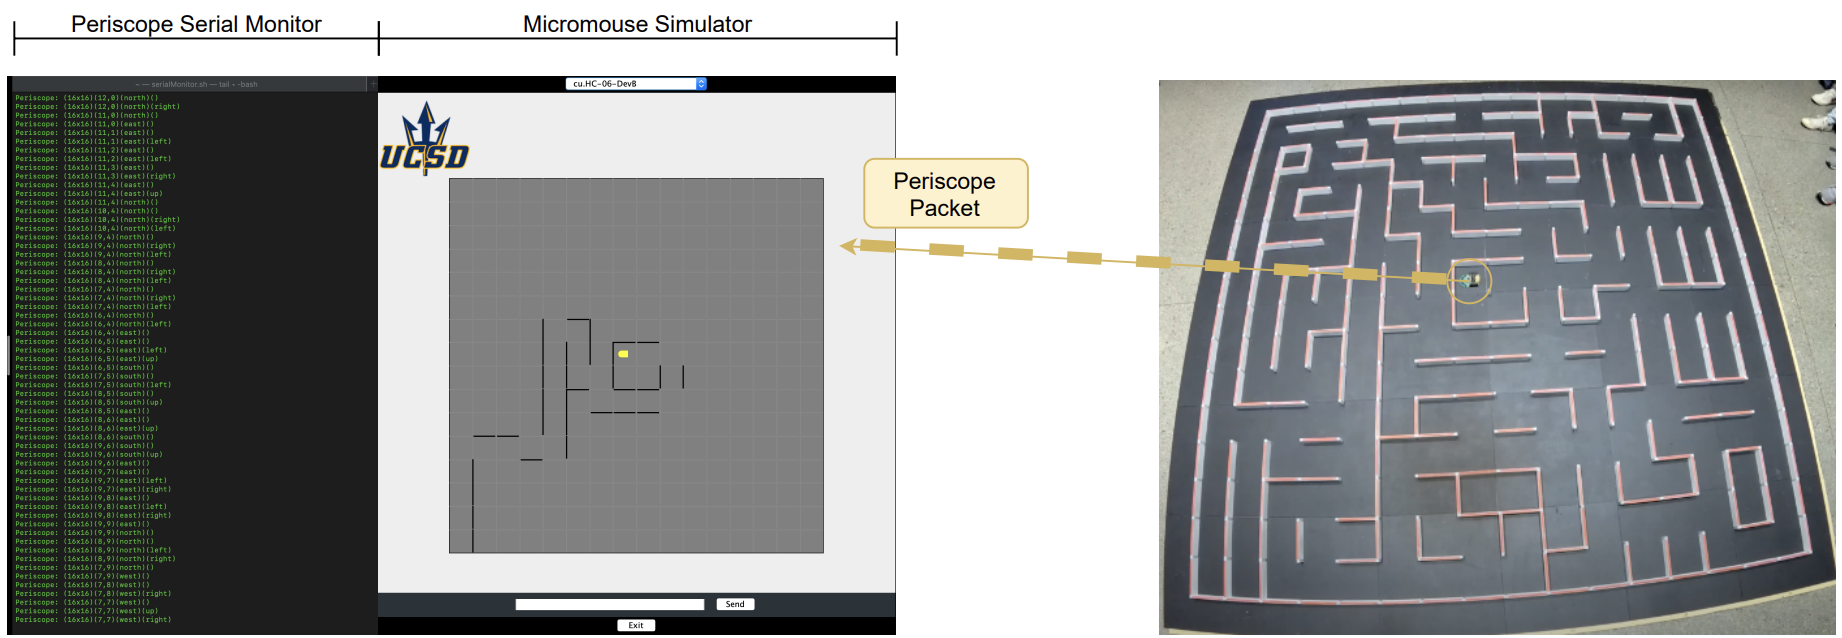 Periscope Serial Monitor
Micromouse Simulator
~ — serialMonitor.sh — tail - -bash
Periscope: (16x16)(12,0)(north)()
Periscope: (16x16)(12,0)(north)(right)
Periscope: (16x16)(11,0)(north)()
Periscope: (16x16)(11,0)(east)()
Periscope: (16x16)(11,1)(east)()
Periscope: (16x16)(11,1)(east)(left)
Periscope: (16x16)(11,2)(east)()
Periscope: (16x16)(11,2)(east)(left)
Periscope: (16x16)(11,3)(east)()
Periscope: (16x16)(11,3)(east)(right)
Periscope: (16x16)(11,4)(east)()
Periscope: (16x16)(11,4)(east)(up)
Periscope: (16x16)(11,4)(north)()
Periscope: (16x16)(10,4)(north)()
Periscope: (16x16)(10,4)(north)(right)
Periscope: (16x16)(10,4)(north)(left)
Periscope: (16x16)(9,4)(north)()
Periscope: (16x16)(9,4)(north)(right)
Periscope: (16x16)(9,4)(north)(left)
Periscope: (16x16)(8,4)(north)()
Periscope: (16x16)(8,4)(north)(right)
Periscope: (16x16)(8,4)(north)(left)
Periscope: (16x16)(7,4)(north)()
Periscope: (16x16)(7,4)(north)(right)
Periscope: (16x16)(7,4)(north)(left)
Periscope: (16x16)(6,4)(north)()
Periscope: (16x16)(6,4)(north)(left)
Periscope: (16x16)(6,4)(east)()
Periscope: (16x16)(6,5)(east)()
Periscope: (16x16)(6,5)(east)(left)
Periscope: (16x16)(6,5)(east)(up)
Periscope: (16x16)(6,5)(south)()
Periscope: (16x16)(7,5)(south)()
Periscope: (16x16)(7,5)(south)(left)
Periscope: (16x16)(8,5)(south)()
Periscope: (16x16)(8,5)(south)(up)
Periscope: (16x16)(8,5)(east)()
Periscope: (16x16)(8,6)(east)()
Periscope: (16x16)(8,6)(east)(up)
Periscope: (16x16)(8,6)(south)()
Periscope: (16x16)(9,6)(south)()
Periscope: (16x16)(9,6)(south)(up)
Periscope: (16x16)(9,6)(east)()
Periscope: (16x16)(9,7)(east)()
Periscope: (16x16)(9,7)(east)(left)
Periscope: (16x16)(9,7)(east)(right)
Periscope: (16x16)(9,8)(east)()
Periscope: (16x16)(9,8)(east)(left)
Periscope: (16x16)(9,8)(east)(right)
Periscope: (16x16)(9,9)(east)()
Periscope: (16x16)(9,9)(north)()
Periscope: (16x16)(8,9)(north)()
Periscope: (16x16)(8,9)(north)(left)
Periscope: (16x16)(8,9)(north)(right)
Periscope: (16x16)(7,9)(north)()
Periscope: (16x16)(7,9)(west)()
Periscope: (16x16)(7,8)(west)()
Periscope: (16x16)(7,8)(west)(right)
Periscope: (16x16)(7,7)(west)()
Periscope: (16x16)(7,7)(west)(up)
Periscope: (16x16)(7,7)(west)(right)
cu.HC-06-DevB
UCSD
Send
Exit
Periscope
Packet